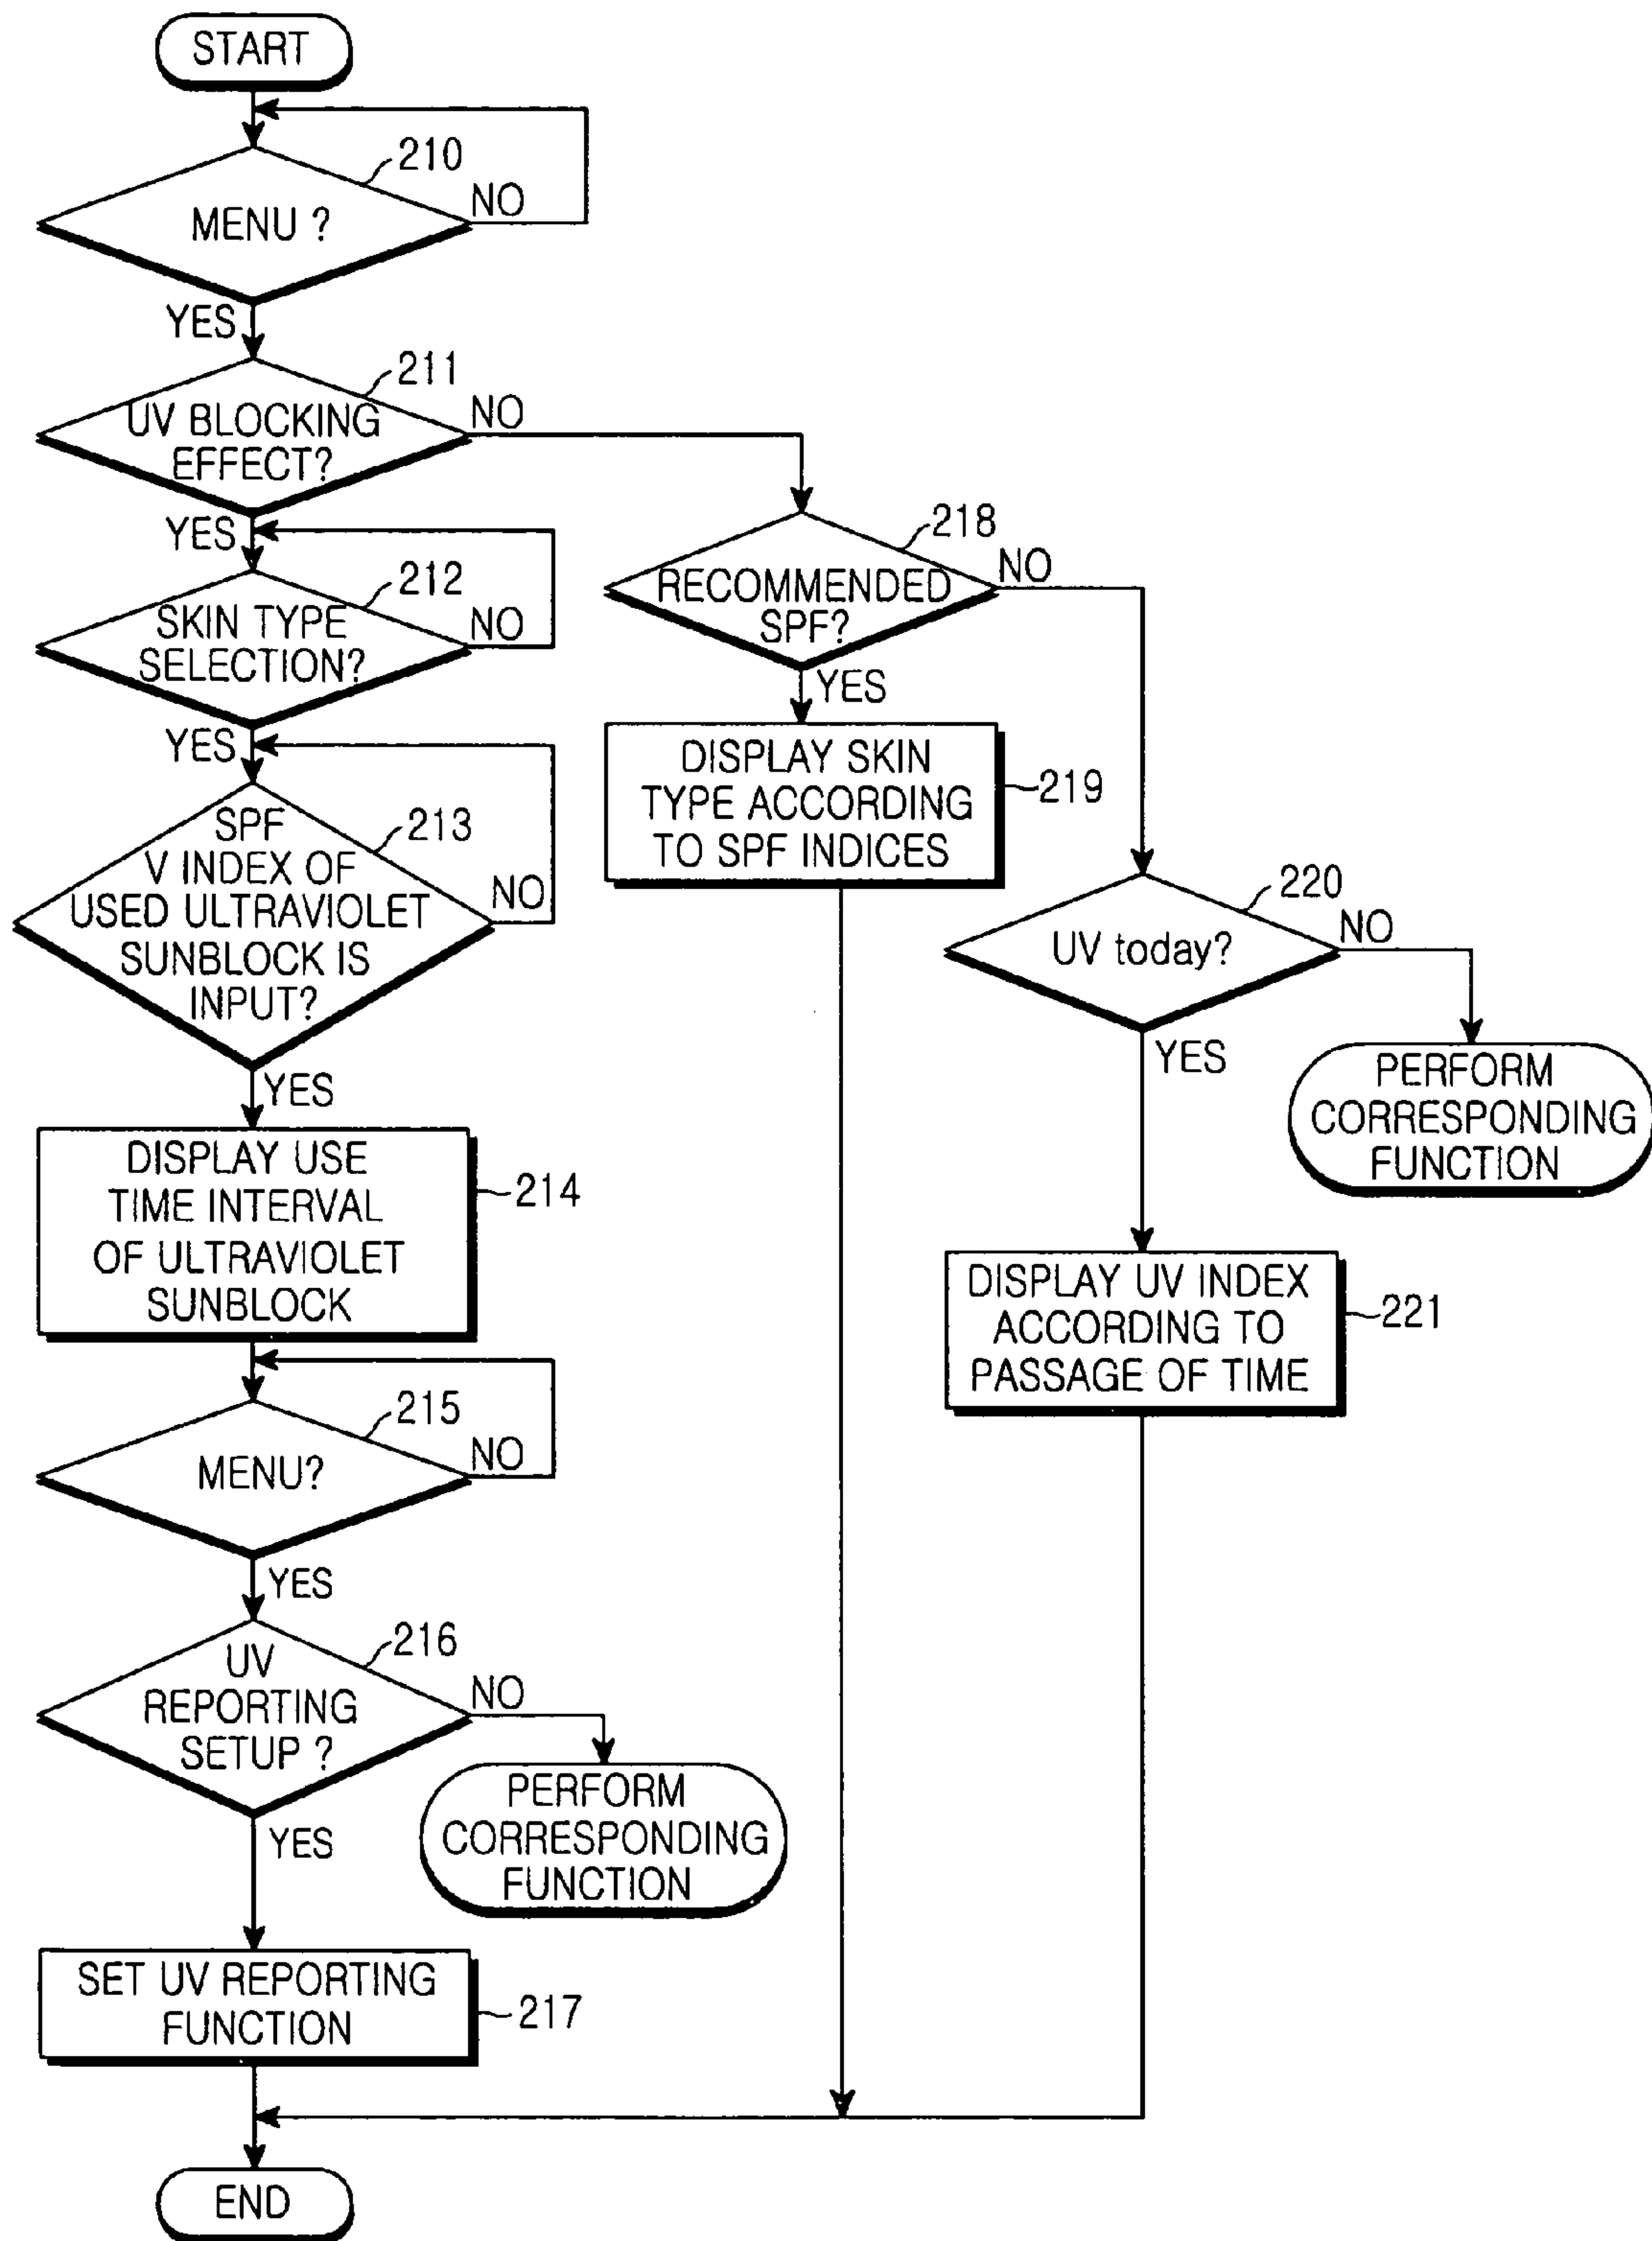 START
210
MENU ?
NO
YES
211
UV BLOCKING
EFFECT?
NO
YES
212
SKIN TYPE
SELECTION?
NO
YES
SPF
V INDEX OF
USED ULTRAVIOLET
SUNBLOCK IS
INPUT?
213
NO
YES
DISPLAY USE
TIME INTERVAL
OF ULTRAVIOLET
SUNBLOCK
214
215
MENU?
NO
YES
216
UV
REPORTING
SETUP ?
NO
YES
PERFORM
CORRESPONDING
FUNCTION
SET UV REPORTING
FUNCTION
217
END
218
RECOMMENDED
SPF?
NO
YES
DISPLAY SKIN
TYPE ACCORDING
TO SPF INDICES
219
220
UV today?
NO
YES
PERFORM
CORRESPONDING
FUNCTION
DISPLAY UV INDEX
ACCORDING TO
PASSAGE OF TIME
221